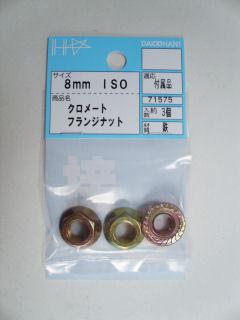 DAIDOHANT
サイズ
8mm ISO
適応
付属品
商品名
71575
クロメート
フランジナット
入数
約3個
材質
鉄